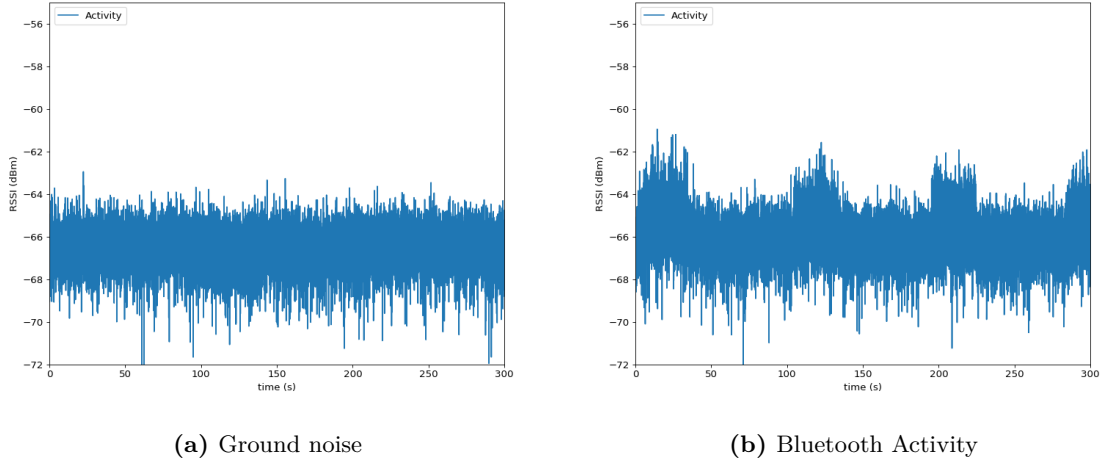 Activity
−56
−58
−60
−62
−64
−66
−68
−70
−72
RSSI (dBm)
0 50 100 150 200 250 300
time (s)
(a) Ground noise
Activity
−56
−58
−60
−62
−64
−66
−68
−70
−72
RSSI (dBm)
0 50 100 150 200 250 300
time (s)
(b) Bluetooth Activity